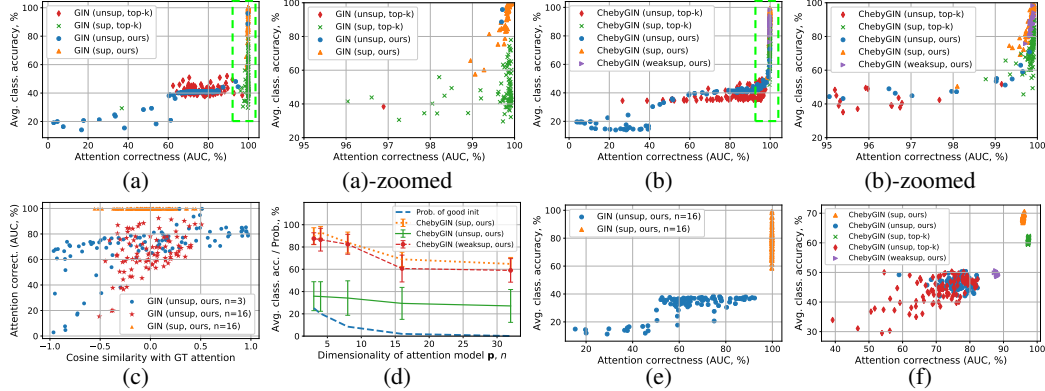 Avg. class. accuracy, %
100
80
60
40
20
GIN (unsup, top-k)
GIN (sup, top-k)
GIN (unsup, ours)
GIN (sup, ours)
0 20 40 60 80 100
Attention correctness (AUC, %)
(a)
Avg. class. accuracy, %
100
80
60
40
20
GIN (unsup, top-k)
GIN (sup, top-k)
GIN (unsup, ours)
GIN (sup, ours)
95 96 97 98 99 100
Attention correctness (AUC, %)
(a)-zoomed
Avg. class. accuracy, %
100
80
60
40
20
ChebyGIN (unsup, top-k)
ChebyGIN (sup, top-k)
ChebyGIN (unsup, ours)
ChebyGIN (sup, ours)
ChebyGIN (weaksup, ours)
0 20 40 60 80 100
Attention correctness (AUC, %)
(b)
Avg. class. accuracy, %
100
80
60
40
20
ChebyGIN (unsup, top-k)
ChebyGIN (sup, top-k)
ChebyGIN (unsup, ours)
ChebyGIN (sup, ours)
ChebyGIN (weaksup, ours)
95 96 97 98 99 100
Attention correctness (AUC, %)
(b)-zoomed
Attention correct. (AUC, %)
100
80
60
40
20
0
GIN (unsup, ours, n=3)
GIN (unsup, ours, n=16)
GIN (sup, ours, n=16)
−1.0 −0.5 0.0 0.5 1.0
Cosine similarity with GT attention
(c)
Avg. class. acc. / Prob., %
120
100
80
60
40
20
0
Prob. of good init
ChebyGIN (sup, ours)
ChebyGIN (unsup, ours)
ChebyGIN (weaksup, ours)
5 10 15 20 25 30
Dimensionality of attention model p, n
(d)
Avg. class. accuracy, %
100
80
60
40
20
GIN (unsup, ours, n=16)
GIN (sup, ours, n=16)
20 40 60 80 100
Attention correctness (AUC, %)
(e)
Avg. class. accuracy, %
70
60
50
40
30
ChebyGIN (sup, ours)
ChebyGIN (unsup, ours)
ChebyGIN (sup, top-k)
ChebyGIN (unsup, top-k)
ChebyGIN (weaksup, ours)
40 50 60 70 80 90 100
Attention correctness (AUC, %)
(f)